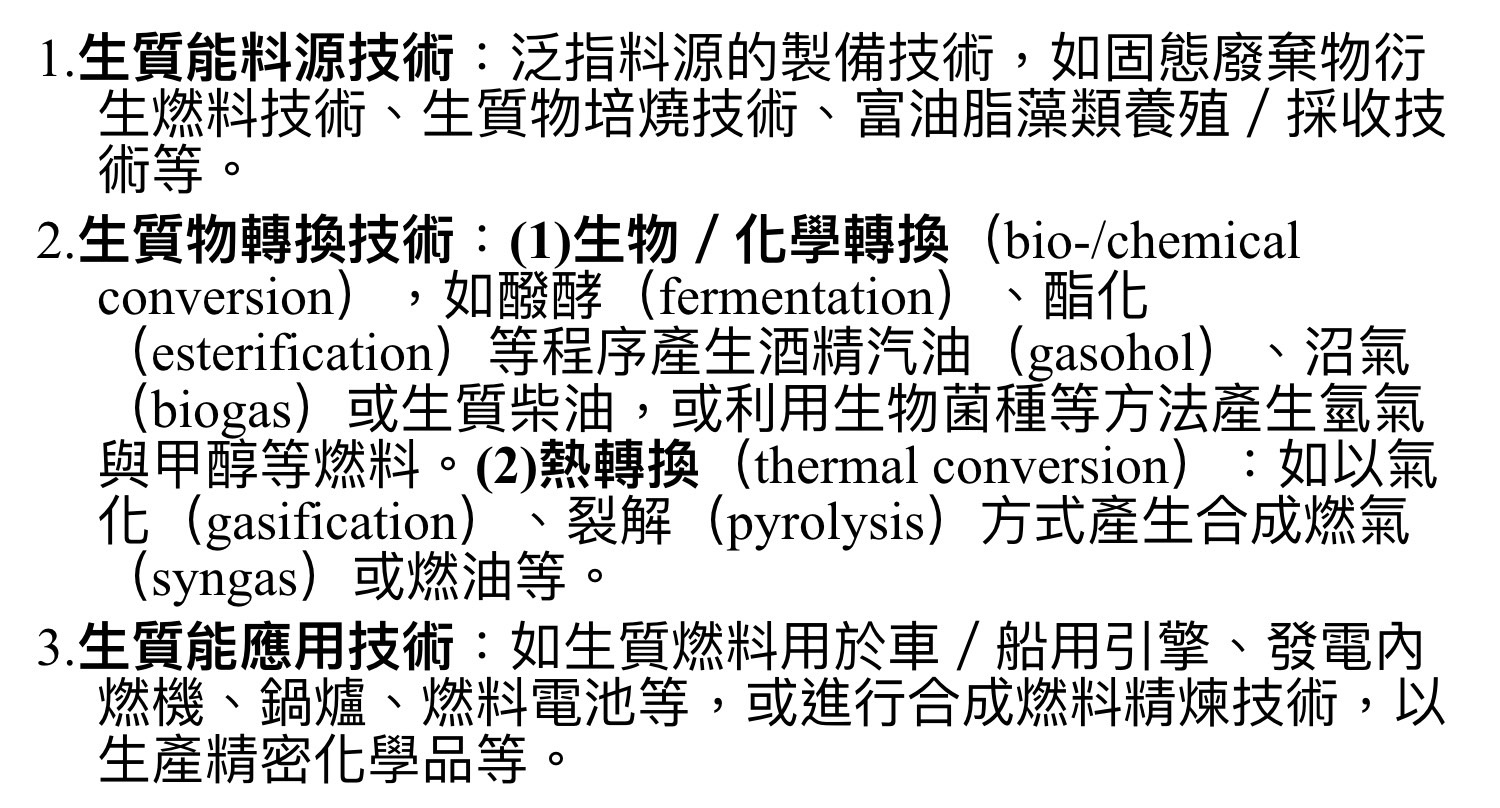 1.生質能料源技術：泛指料源的製備技術，如固態廢棄物衍
生燃料技術、生質物培燒技術、富油脂藻類養殖／採收技
術等。
2.生質物轉換技術：(1)生物／化學轉換（bio-/chemical
conversion），如醱酵（fermentation）、酯化
（esterification）等程序產生酒精汽油（gasohol）、沼氣
（biogas）或生質柴油，或利用生物菌種等方法產生氫氣
與甲醇等燃料。(2)熱轉換（thermal conversion）：如以氣
化（gasification）、裂解（pyrolysis）方式產生合成燃氣
（syngas）或燃油等。
3.生質能應用技術：如生質燃料用於車／船用引擎、發電內
燃機、鍋爐、燃料電池等，或進行合成燃料精煉技術，以
生產精密化學品等。